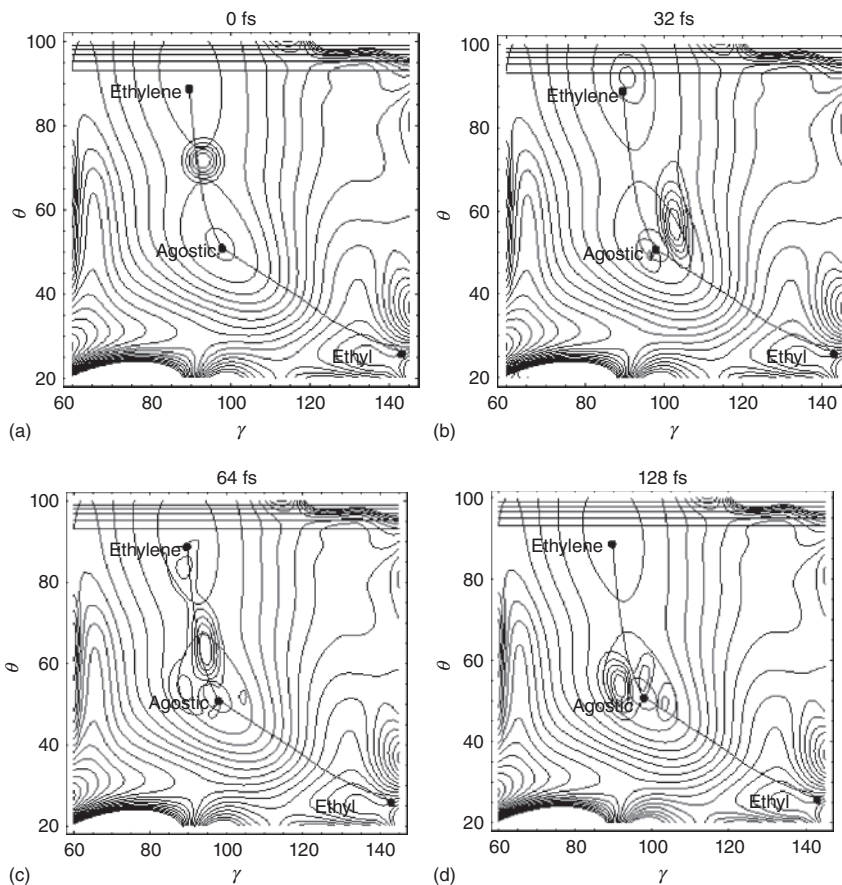 0 fs
100
80
60
40
20
θ
Ethylene
Agostic
Ethyl
60 80 100 120 140
(a)
γ
32 fs
100
80
60
40
20
θ
Ethylene
Agostic
Ethyl
60 80 100 120 140
(b)
γ
64 fs
100
80
60
40
20
θ
Ethylene
Agostic
Ethyl
60 80 100 120 140
(c)
γ
128 fs
100
80
60
40
20
θ
Ethylene
Agostic
Ethyl
60 80 100 120 140
(d)
γ